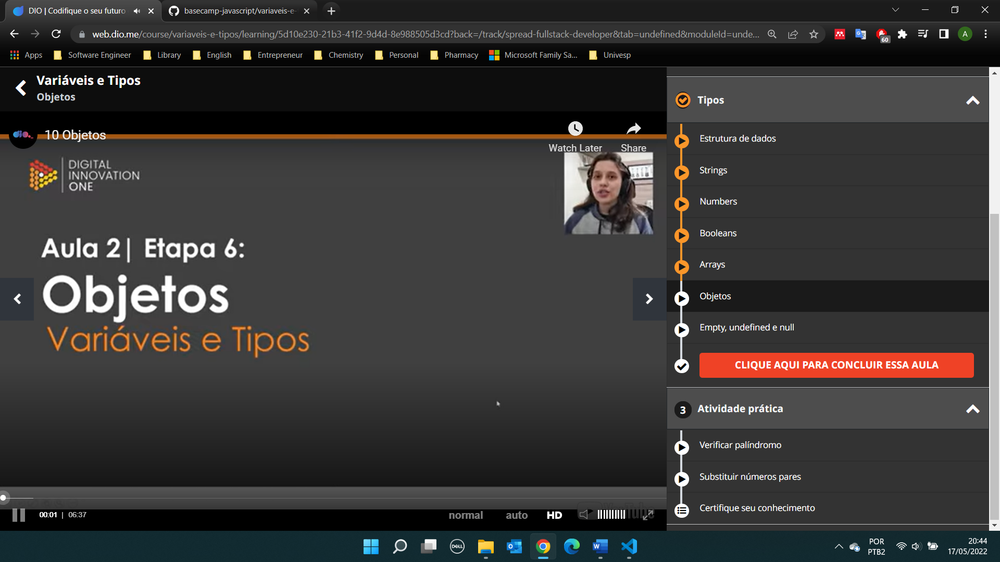 DIO | Codifique o seu futuro
basecamp-javascript/variaveis-e-
web.dio.me/course/variaveis-e-tipos/learning/5d10e230-21b3-41f2-9d4d-8e988505d3cd?back=/track/spread-fullstack-developer&tab=undefined&moduleId=unde...
60
A
Apps
Software Engineer
Library
English
Entrepreneur
Chemistry
Personal
Pharmacy
Microsoft Family Sa...
Univesp
Variáveis e Tipos
Objetos
dio._
10 Objetos
Watch Later
Share
DIGITAL
INNOVATION
ONE
Aula 2| Etapa 6:
Objetos
Variáveis e Tipos
00:01 | 06:37
normal
auto
HD
YouTube
Tipos
Estrutura de dados
Strings
Numbers
Booleans
Arrays
Objetos
Empty, undefined e null
CLIQUE AQUI PARA CONCLUIR ESSA AULA
3 Atividade prática
Verificar palíndromo
Substituir números pares
Certifique seu conhecimento
DELL
POR
PTB2
20:44
17/05/2022